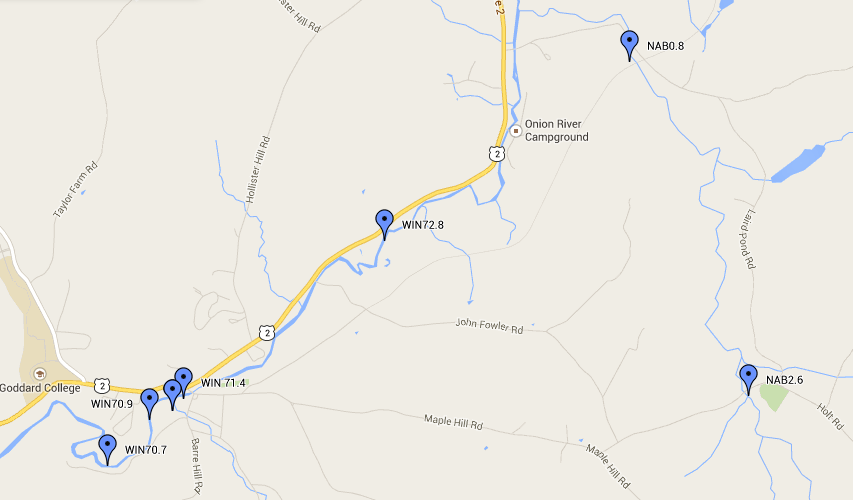 ster Hill Rd
e 2
NAB0.8
Onion River
Campground
2
Hollister Hill Rd
Taylor Farm Rd
WIN72.8
Laird Pond Rd
John Fowler Rd
2
2
Goddard College
WIN 71.4
WIN70.9
NAB2.6
Maple Hill Rd
Holt Rd
WIN70.7
Barre Hill Rd
Maple Hill Rd